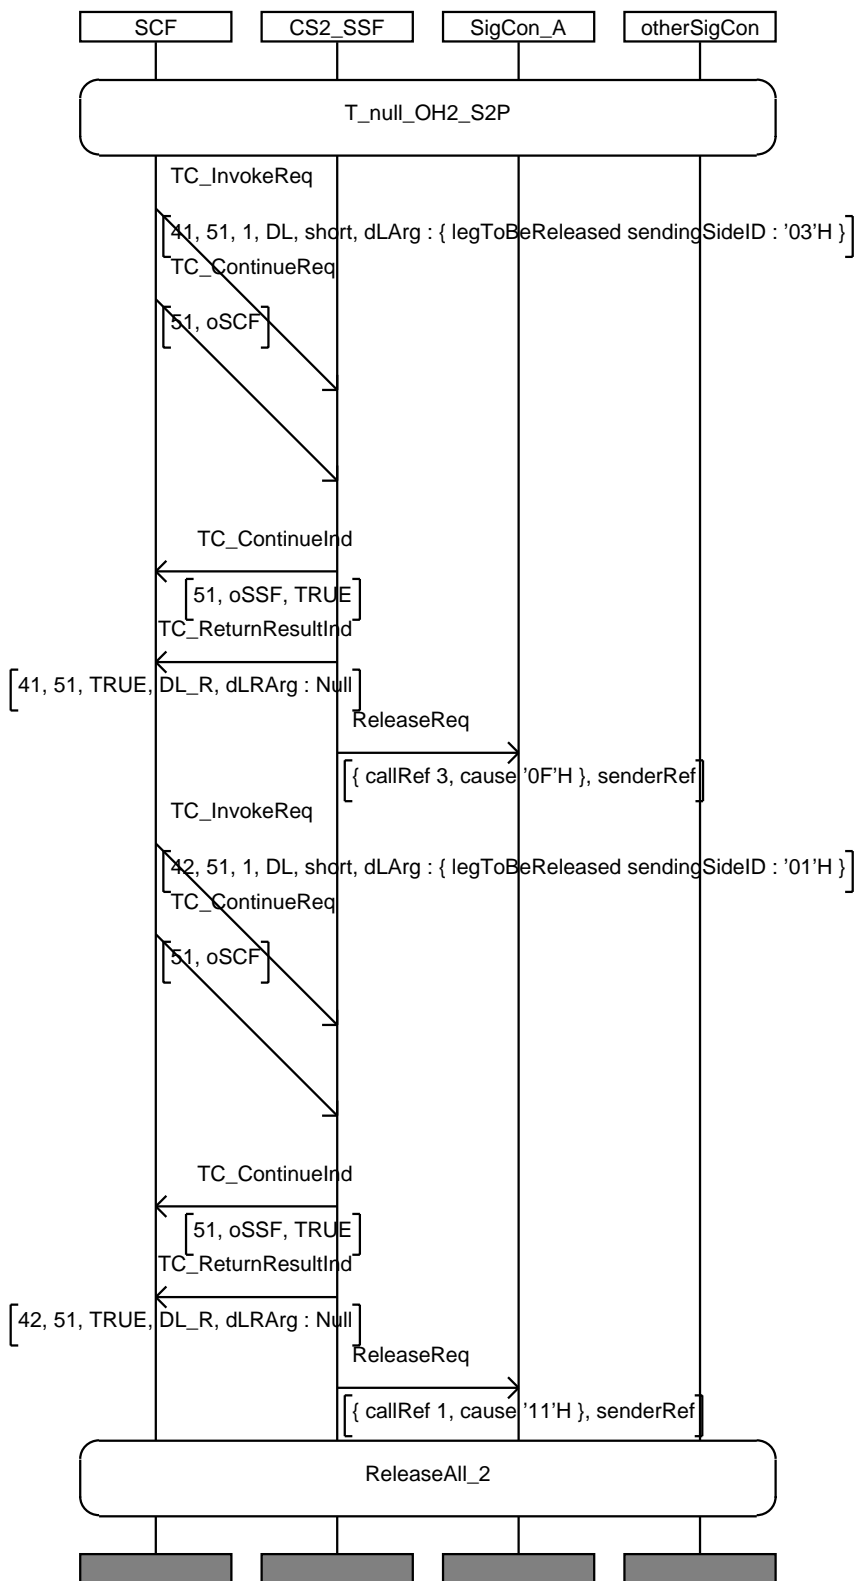 SCF CS2_SSF SigCon_A otherSigCon
T_null_OH2_S2P
TC_InvokeReq
[41, 51, 1, DL, short, dLArg : { legToBeReleased sendingSideID : '03'H }]
TC_ContinueReq
[51, oSCF]
TC_ContinueInd
[51, oSSF, TRUE]
TC_ReturnResultInd
[41, 51, TRUE, DL_R, dLRArg : Null]
ReleaseReq
[{ callRef 3, cause '0F'H }, senderRef]
TC_InvokeReq
[42, 51, 1, DL, short, dLArg : { legToBeReleased sendingSideID : '01'H }]
TC_ContinueReq
[51, oSCF]
TC_ContinueInd
[51, oSSF, TRUE]
TC_ReturnResultInd
[42, 51, TRUE, DL_R, dLRArg : Null]
ReleaseReq
[{ callRef 1, cause '11'H }, senderRef]
ReleaseAll_2